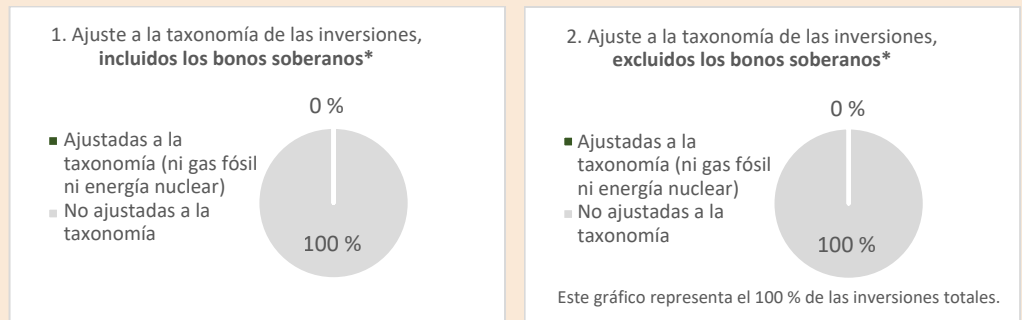 1. Ajuste a la taxonomía de las inversiones,
incluidos los bonos soberanos*
0 %
Ajustadas a la
taxonomía (ni gas fósil
ni energía nuclear)
No ajustadas a la
taxonomía
100 %
2. Ajuste a la taxonomía de las inversiones,
excluidos los bonos soberanos*
0 %
Ajustadas a la
taxonomía (ni gas fósil
ni energía nuclear)
No ajustadas a la
taxonomía
100 %
Este gráfico representa el 100 % de las inversiones totales.